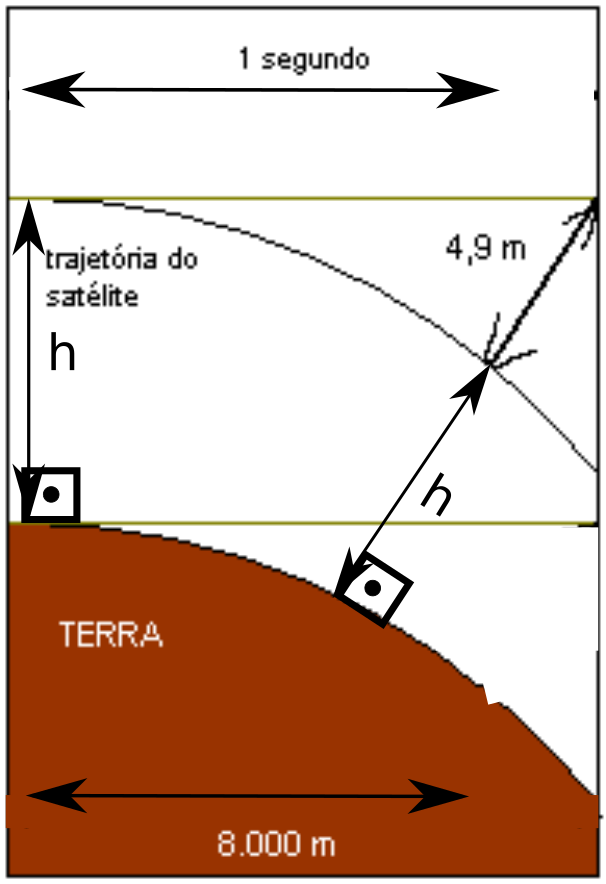 1 segundo
4,9 m
trajetória do
satélite
h
h
TERRA
8.000 m